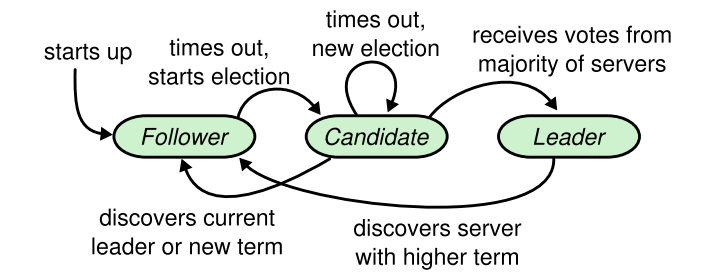 starts up
times out,
starts election
times out,
new election
receives votes from
majority of servers
Follower
Candidate
Leader
discovers current
leader or new term
discovers server
with higher term